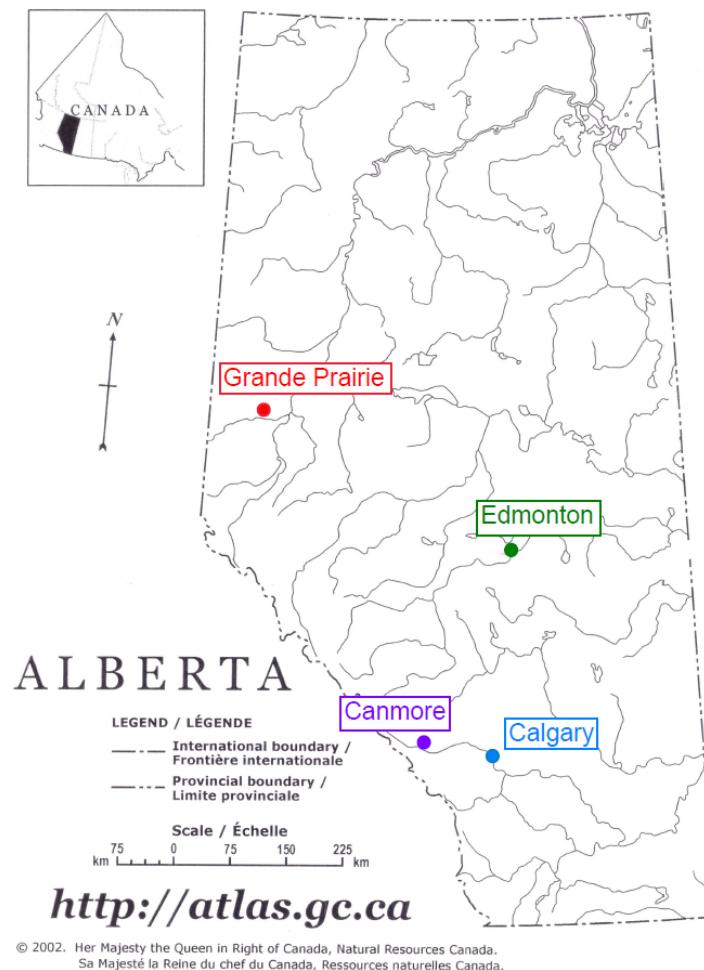 CANADA
N
Grande Prairie
Edmonton
ALBERTA
Canmore
Calgary
LEGEND / LÉGENDE
International boundary /
Frontière internationale
Provincial boundary /
Limite provinciale
Scale / Échelle
75 0 75 150 225
km km
http://atlas.gc.ca
© 2002. Her Majesty the Queen in Right of Canada, Natural Resources Canada.
Sa Majesté la Reine du chef du Canada, Ressources naturelles Canada.